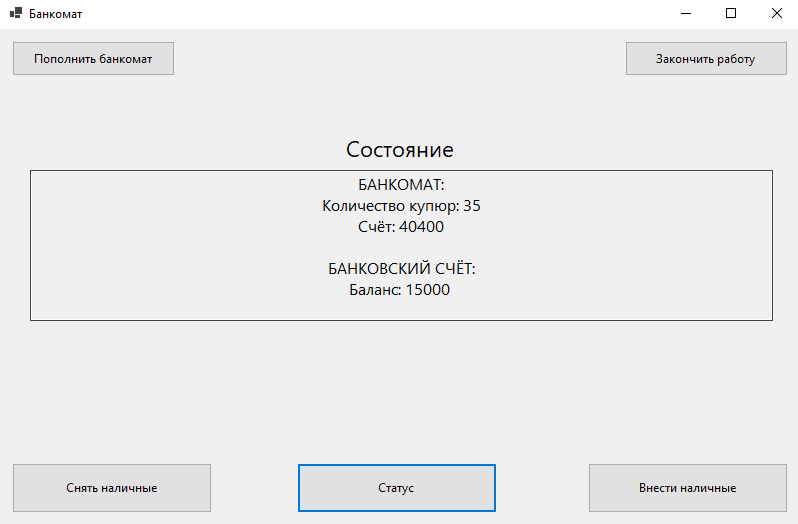 Банкомат
Пополнить банкомат
Закончить работу
Состояние
БАНКОМАТ:
Количество купюр: 35
Счёт: 40400
БАНКОВСКИЙ СЧЁТ:
Баланс: 15000
Снять наличные
Статус
Внести наличные